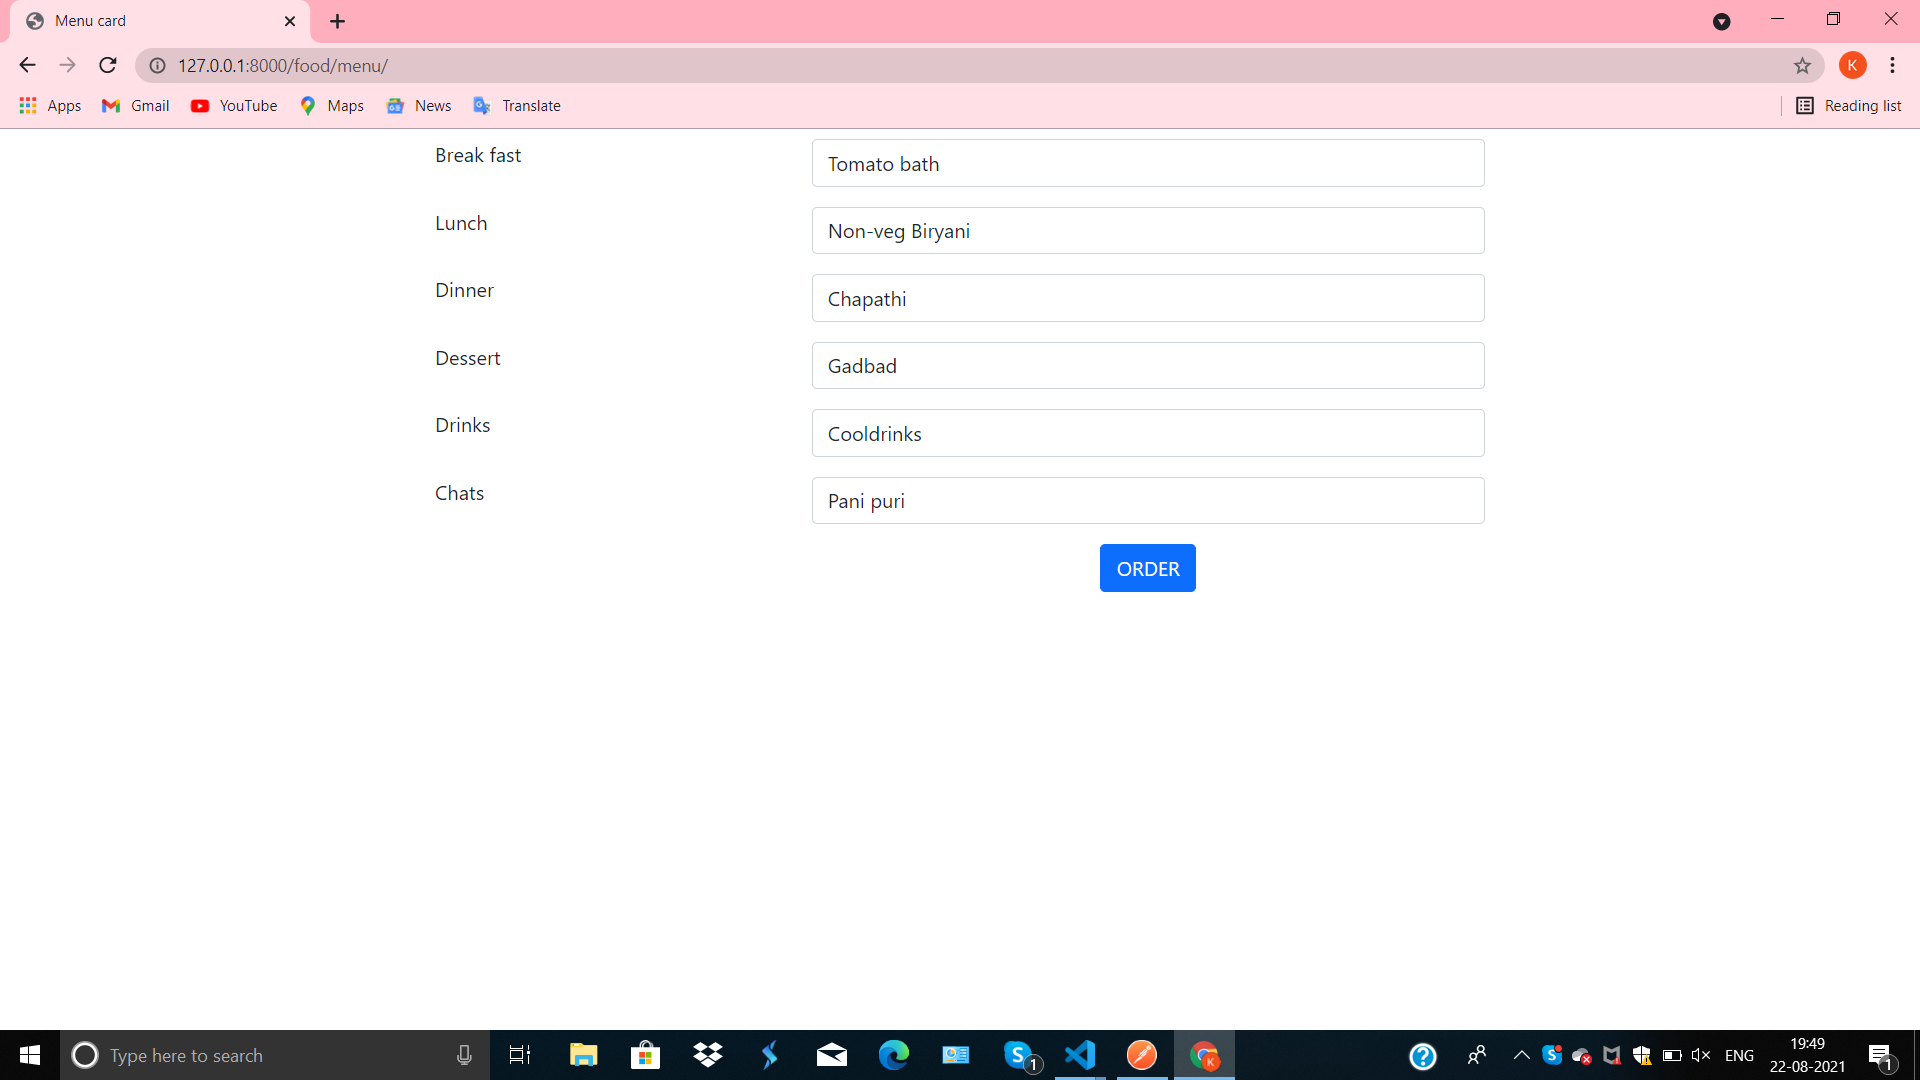 Menu card
127.0.0.1:8000/food/menu/
K
Apps Gmail YouTube Maps News Translate Reading list
Break fast Tomato bath
Lunch Non-veg Biryani
Dinner Chapathi
Dessert Gadbad
Drinks Cooldrinks
Chats Pani puri
ORDER
Type here to search
1
K
ENG
19:49
22-08-2021
1